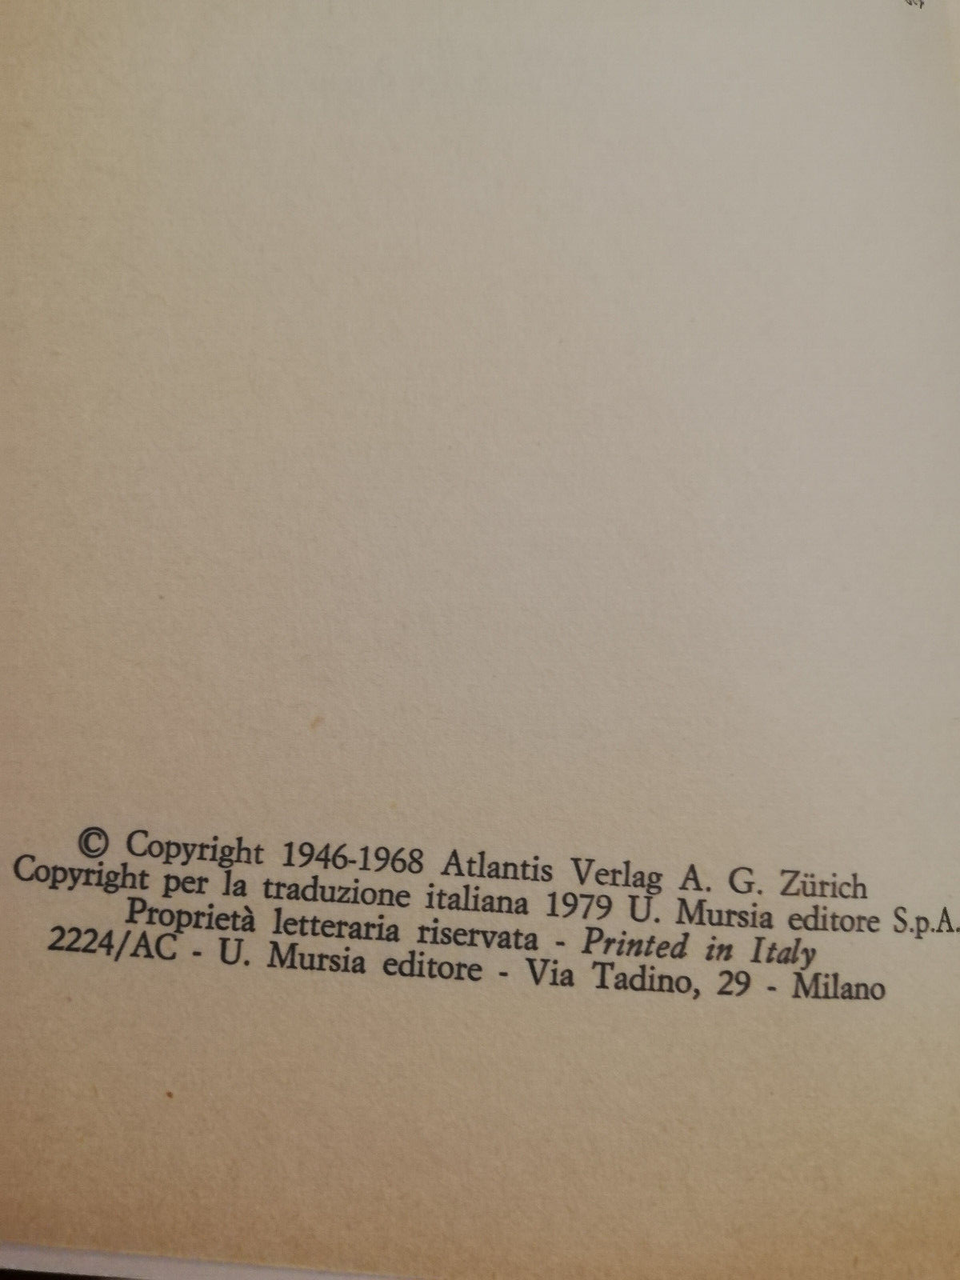 © Copyright 1946-1968 Atlantis Verlag A. G. Zürich
Copyright per la traduzione italiana 1979 U. Mursia editore S.p.A.
Proprietà letteraria riservata - Printed in Italy
2224/AC - U. Mursia editore - Via Tadino, 29 - Milano